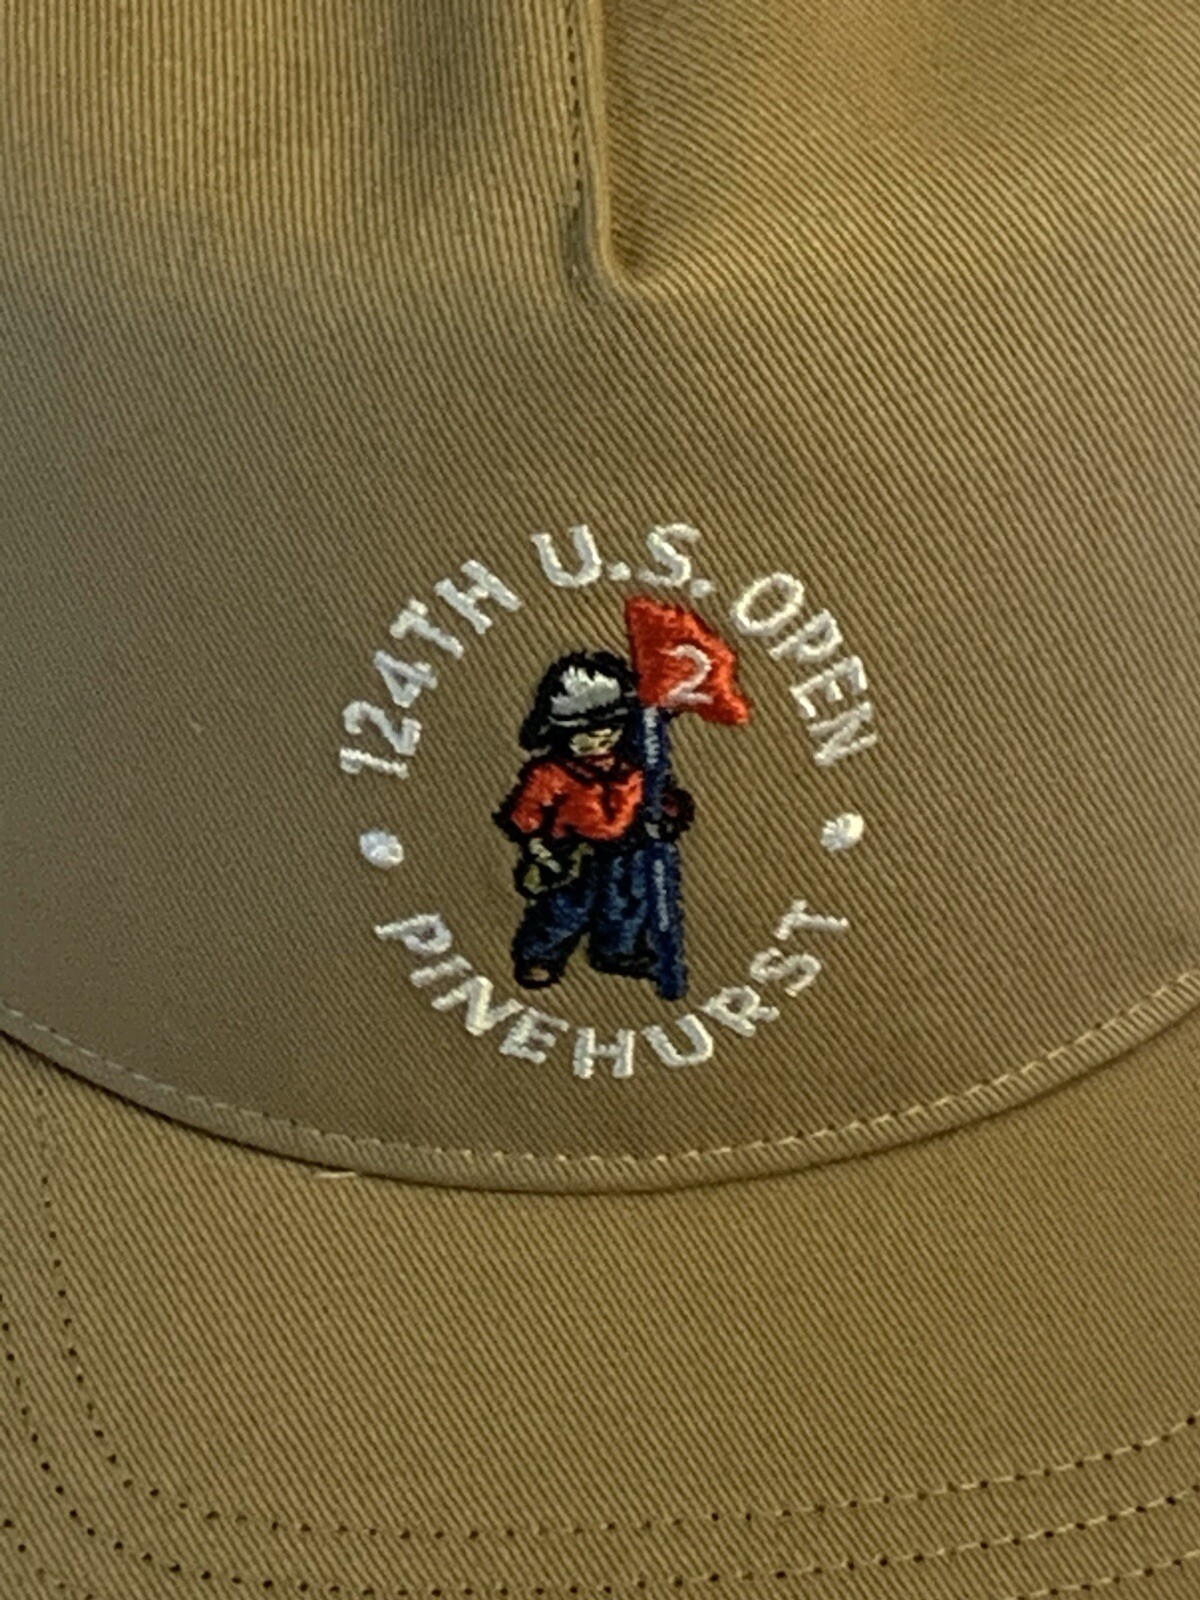 124TH U.S. OPEN
2
• PINEHURST •